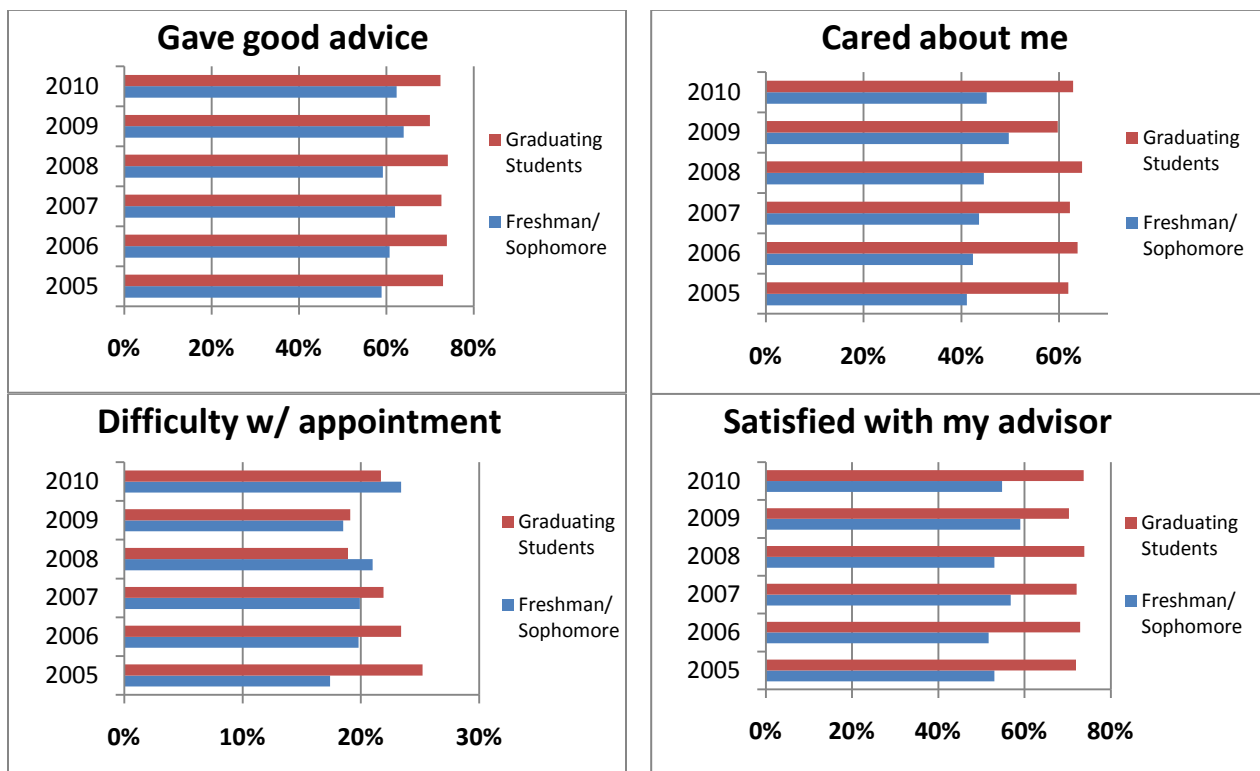 Gave good advice
2010
2009
2008
2007
2006
2005
0% 20% 40% 60% 80%
Graduating
Students
Freshman/
Sophomore
Cared about me
2010
2009
2008
2007
2006
2005
0% 20% 40% 60%
Graduating
Students
Freshman/
Sophomore
Difficulty w/ appointment
2010
2009
2008
2007
2006
2005
0% 10% 20% 30%
Graduating
Students
Freshman/
Sophomore
Satisfied with my advisor
2010
2009
2008
2007
2006
2005
0% 20% 40% 60% 80%
Graduating
Students
Freshman/
Sophomore